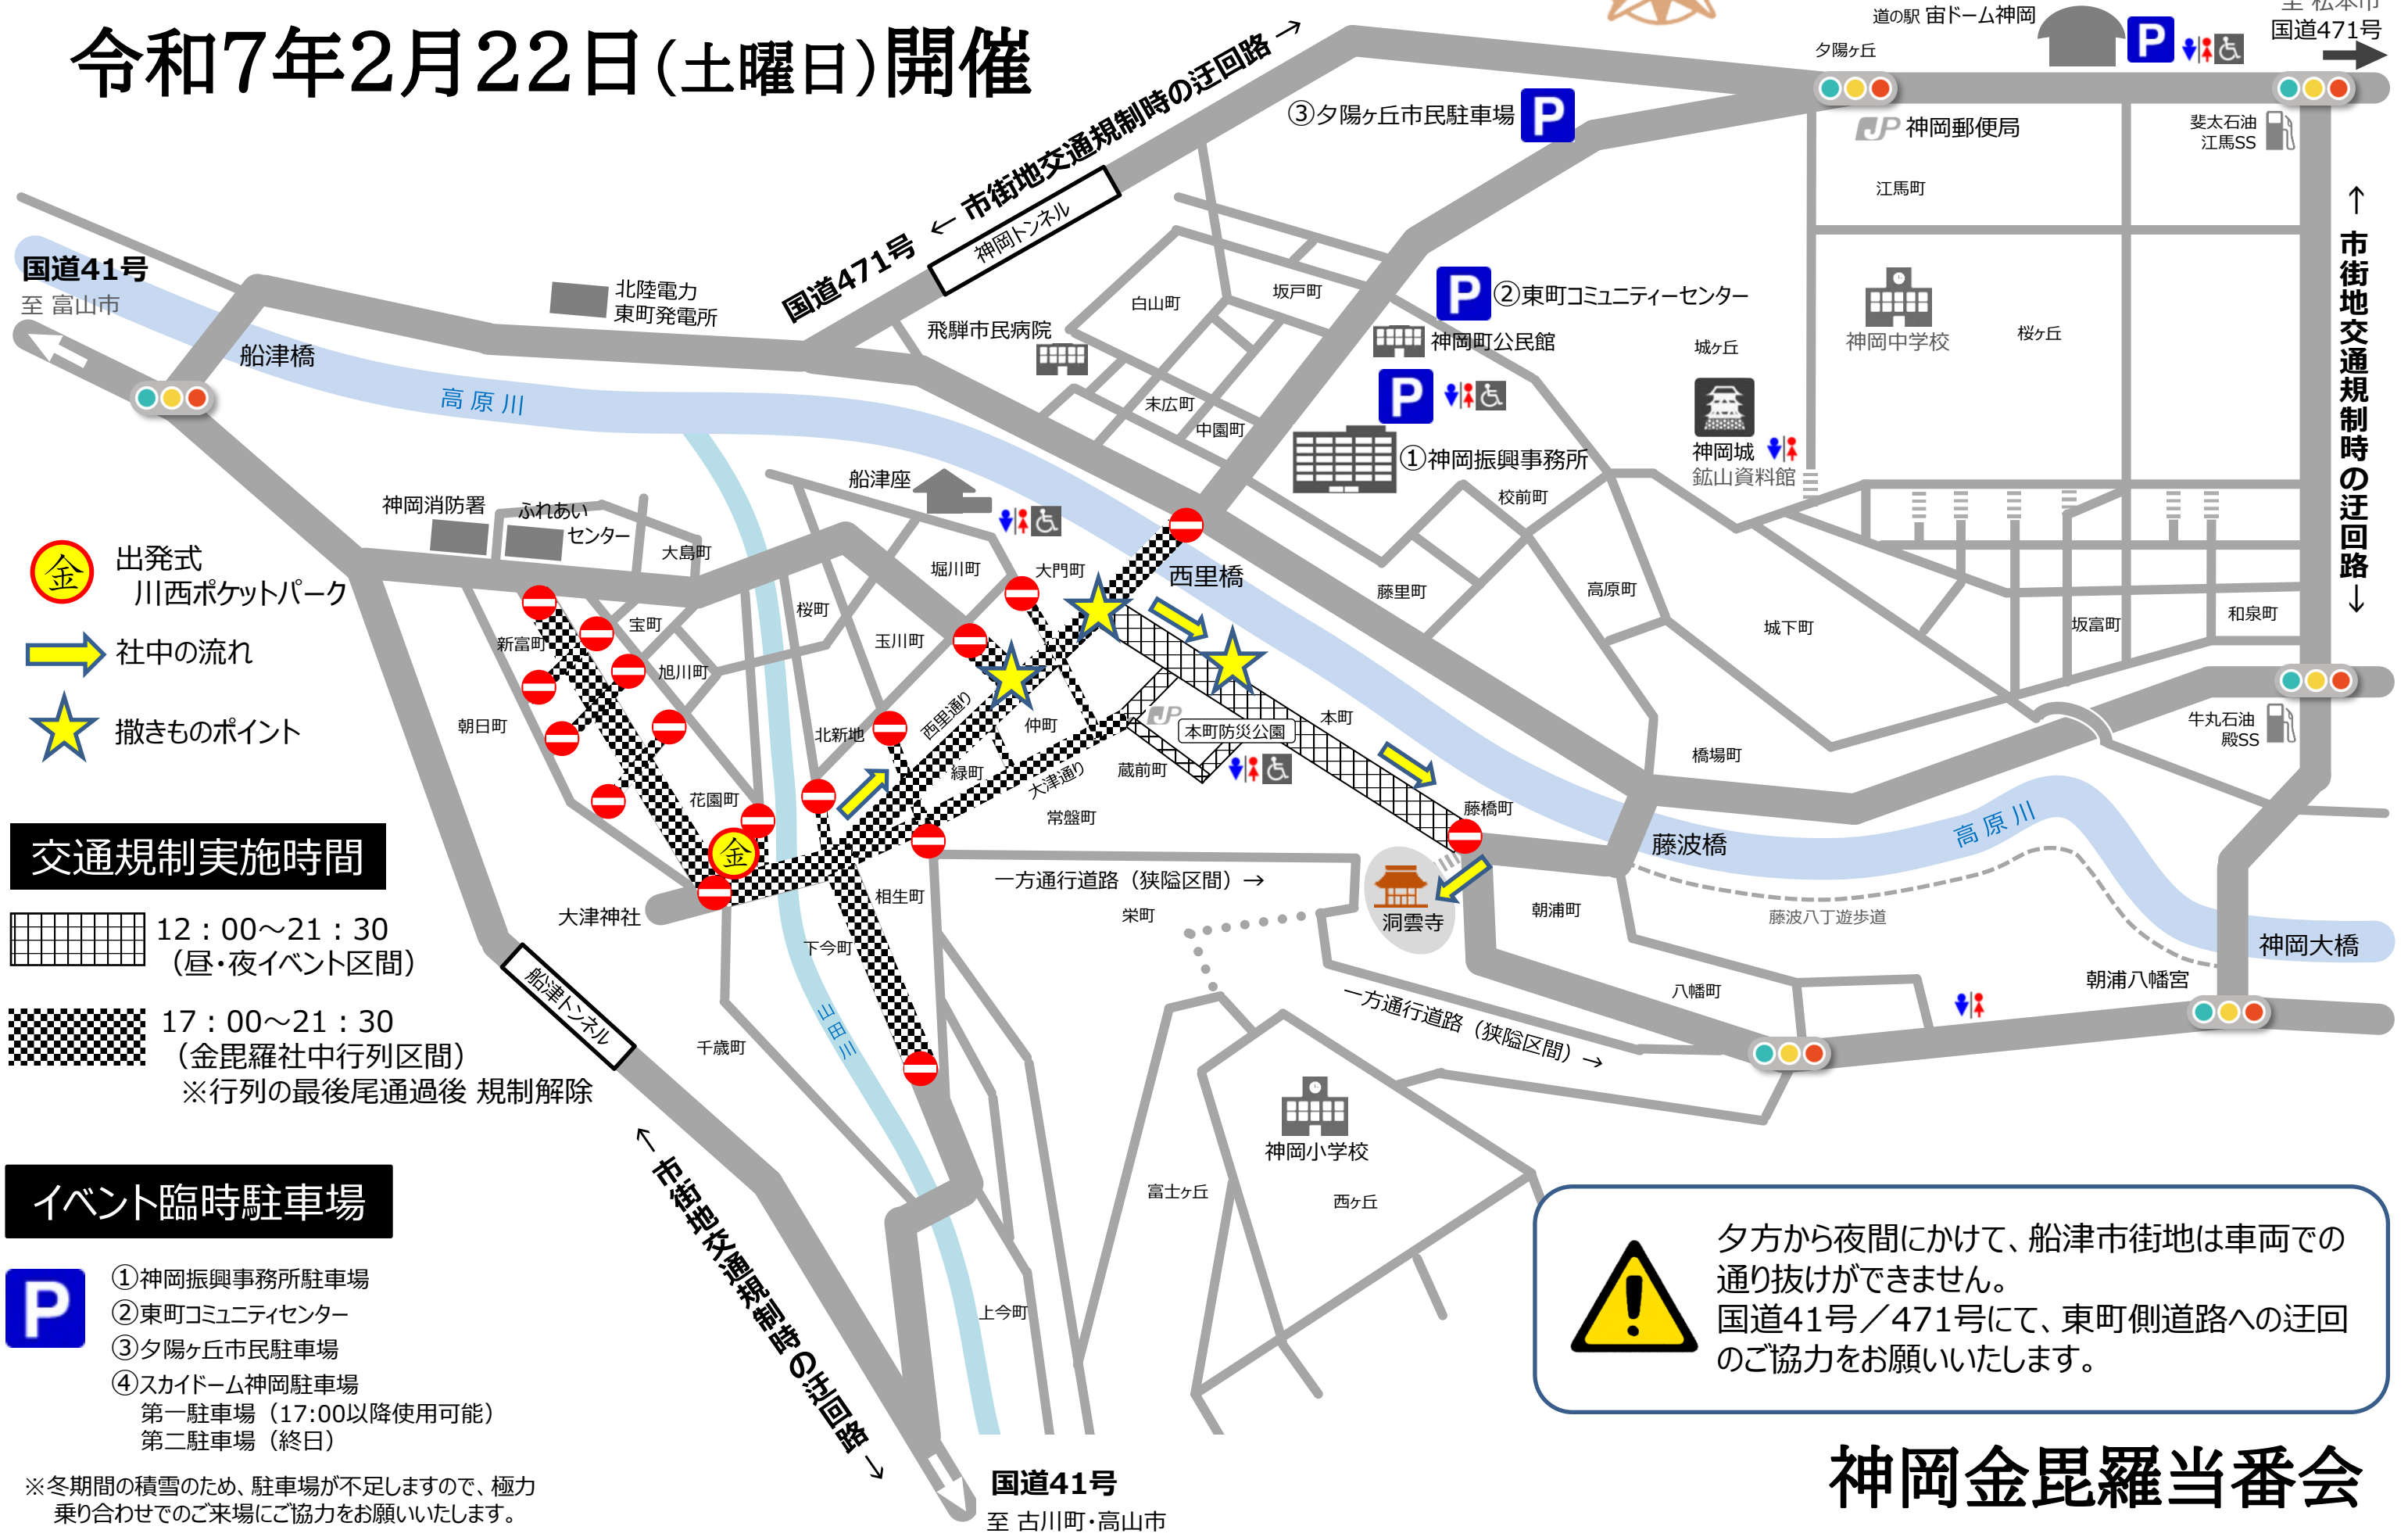 令和7年2月22日(土曜日)開催
道の駅 宙ドーム神岡
至 松本市
国道471号
夕陽ヶ丘
国道471号 ← 市街地交通規制時の迂回路 →
神岡トンネル
③夕陽ヶ丘市民駐車場
P
P
JP 神岡郵便局
斐太石油
江馬SS
江馬町
← 市街地交通規制時の迂回路 →
国道41号
至 富山市
船津橋
北陸電力
東町発電所
高原川
飛騨市民病院
白山町
坂戸町
末広町
中園町
P
②東町コミュニティーセンター
神岡町公民館
P
①神岡振興事務所
城ヶ丘
神岡城
鉱山資料館
神岡中学校
桜ヶ丘
校前町
藤里町
高原町
城下町
坂富町
和泉町
牛丸石油
殿SS
橋場町
神岡消防署
ふれあい
センター
大島町
船津座
堀川町
大門町
西里橋
桜町
玉川町
宝町
新富町
旭川町
朝日町
北新地
西里通り
仲町
緑町
大津通り
JP
本町防災公園
本町
蔵前町
常盤町
花園町
金
藤橋町
藤波橋
高原川
藤波八丁遊歩道
神岡大橋
朝浦八幡宮
大津神社
相生町
一方通行道路（狭隘区間）→
栄町
洞雲寺
朝浦町
八幡町
一方通行道路（狭隘区間）→
下今町
山田川
千歳町
船津トンネル
← 市街地交通規制時の迂回路 →
神岡小学校
富士ヶ丘
西ヶ丘
上今町
国道41号
至 古川町・高山市
金
出発式
川西ポケットパーク
社中の流れ
撒きものポイント
交通規制実施時間
12：00～21：30
（昼・夜イベント区間）
17：00～21：30
（金毘羅社中行列区間）
※行列の最後尾通過後 規制解除
イベント臨時駐車場
P
①神岡振興事務所駐車場
②東町コミュニティセンター
③夕陽ヶ丘市民駐車場
④スカイドーム神岡駐車場
第一駐車場（17:00以降使用可能）
第二駐車場（終日）
※冬期間の積雪のため、駐車場が不足しますので、極力
乗り合わせでのご来場にご協力をお願いいたします。
夕方から夜間にかけて、船津市街地は車両での
通り抜けができません。
国道41号／471号にて、東町側道路への迂回
のご協力をお願いいたします。
神岡金毘羅当番会